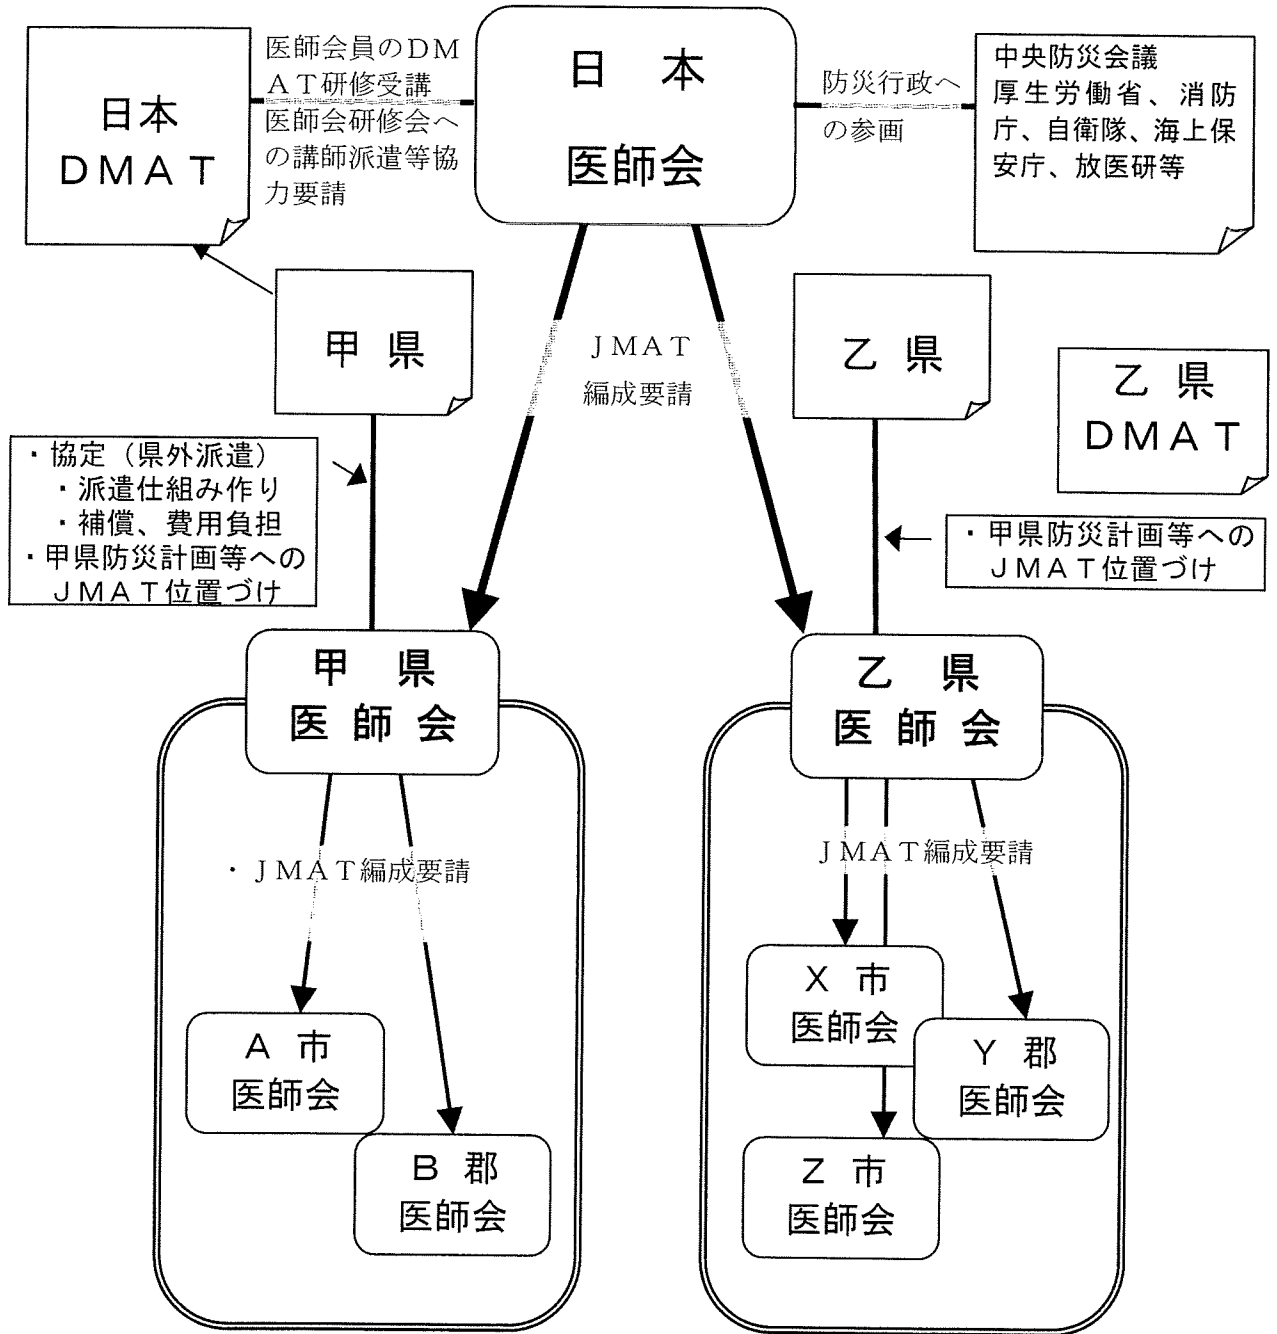 日本
DMAT
医師会員のDM
AT研修受講
医師会研修会へ
の講師派遣等協
力要請
日 本
医師会
防災行政へ
の参画
中央防災会議
厚生労働省、消防
庁、自衛隊、海上保
安庁、放医研等
甲 県
JMAT
編成要請
乙 県
乙 県
DMAT
・協定（県外派遣）
・派遣仕組み作り
・補償、費用負担
・甲県防災計画等への
JMAT位置づけ
・甲県防災計画等への
JMAT位置づけ
甲 県
医 師 会
乙 県
医 師 会
・JMAT編成要請
JMAT編成要請
A 市
医師会
B 郡
医師会
X 市
医師会
Y 郡
医師会
Z 市
医師会